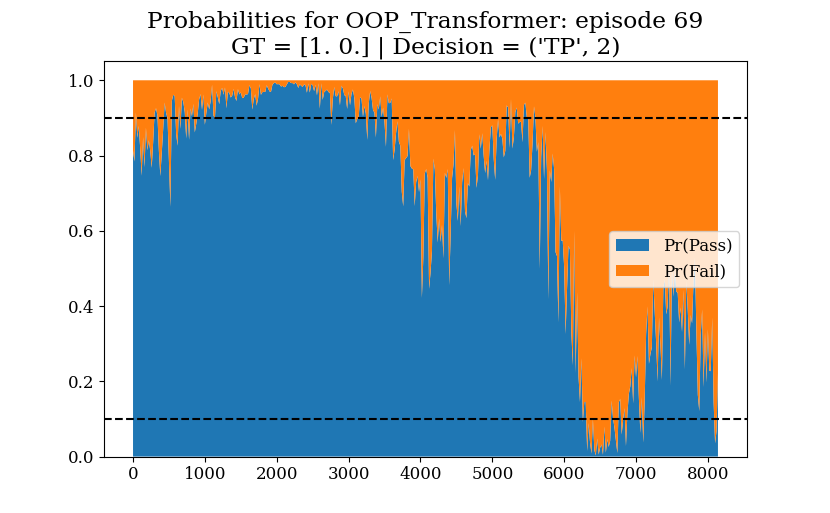 Probabilities for OOP_Transformer: episode 69
GT = [1. 0.] | Decision = ('TP', 2)
1.0
0.8
0.6
0.4
0.2
0.0
Pr(Pass)
Pr(Fail)
0 1000 2000 3000 4000 5000 6000 7000 8000